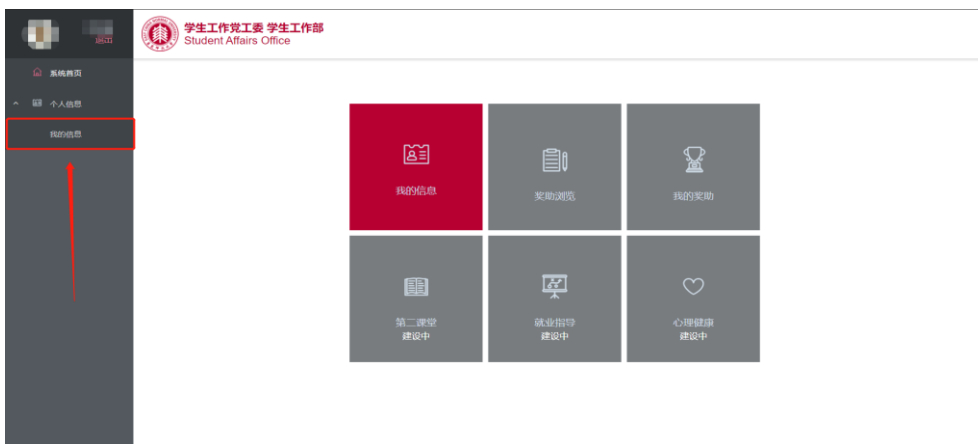 退出
学生工作党工委 学生工作部
Student Affairs Office
系统首页
个人信息
我的信息
我的信息
奖助浏览
我的奖助
第二课堂
建设中
就业指导
建设中
心理健康
建设中